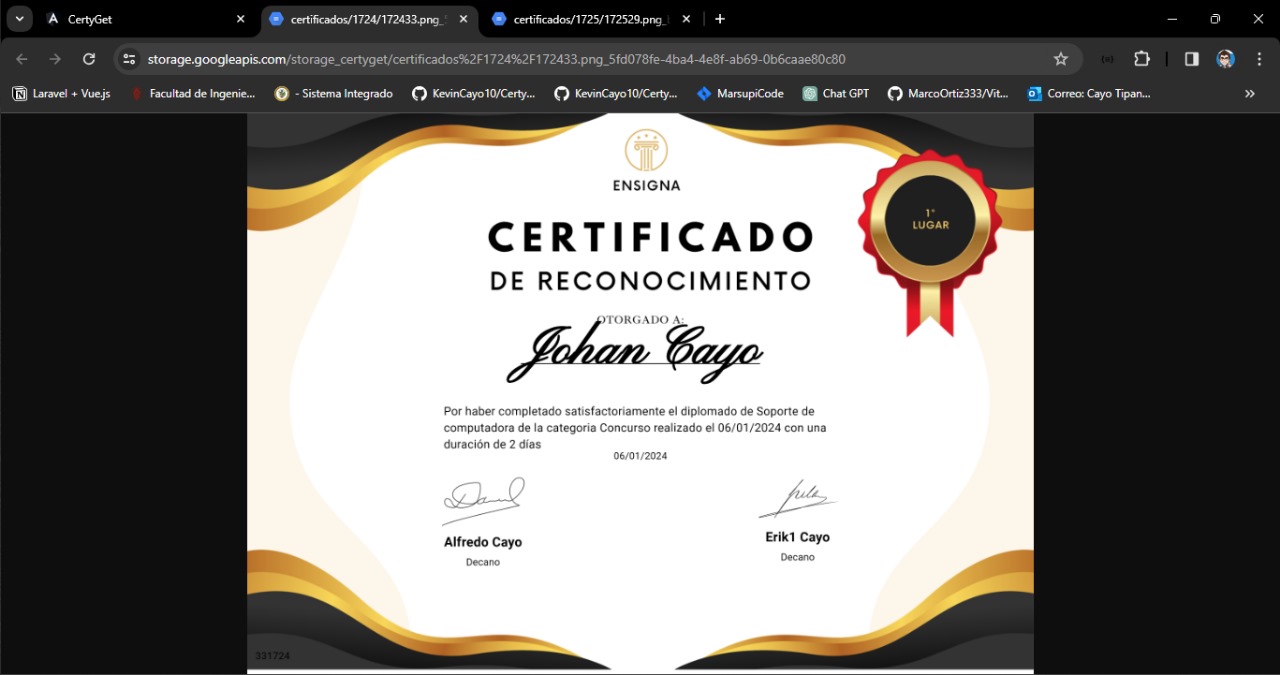 CertyGet
certificados/1724/172433.png_
certificados/1725/172529.png_
storage.googleapis.com/storage_certyget/certificados%2F1724%2F172433.png_5fd078fe-4ba4-4e8f-ab69-0b6caae80c80
Laravel + Vue.js
Facultad de Ingenie...
- Sistema Integrado
KevinCayo10/Certy...
KevinCayo10/Certy...
MarsupiCode
Chat GPT
MarcoOrtiz333/Vit...
Correo: Cayo Tipan...
ENSIGNA
CERTIFICADO
DE RECONOCIMIENTO
1°
LUGAR
OTORGADO A:
Johan Cayo
Por haber completado satisfactoriamente el diplomado de Soporte de
computadora de la categoria Concurso realizado el 06/01/2024 con una
duración de 2 días
06/01/2024
Alfredo Cayo
Decano
Erik1 Cayo
Decano
331724